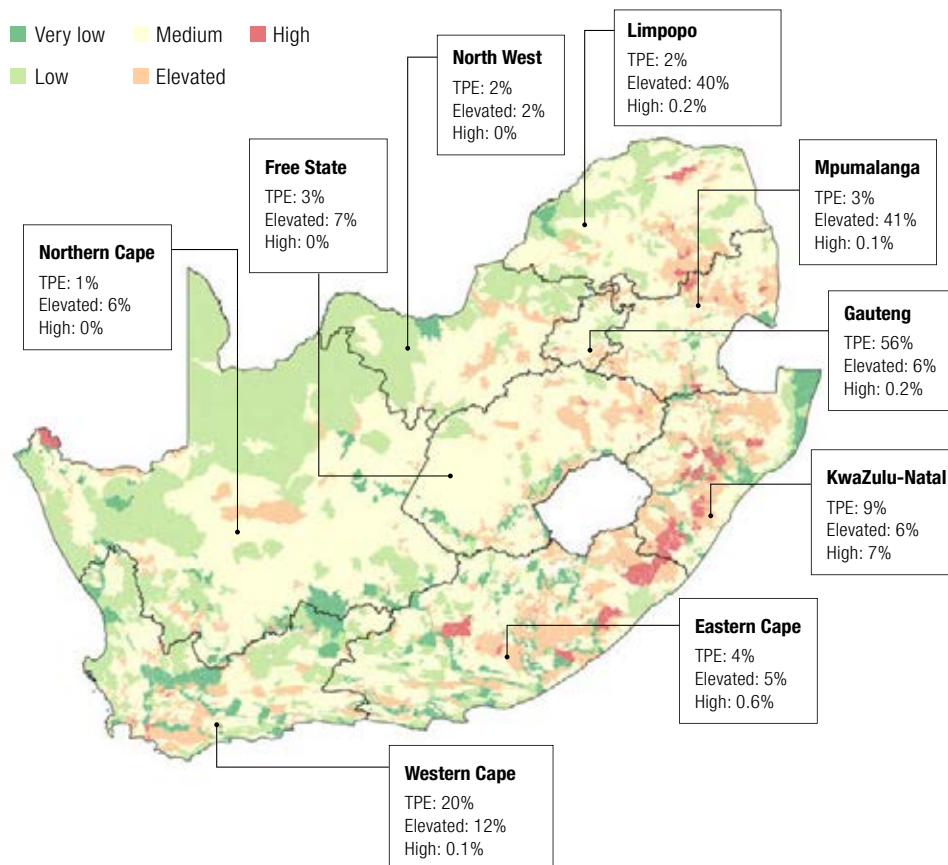 Very low
Medium
High
Low
Elevated
Limpopo
TPE: 2%
Elevated: 40%
High: 0.2%
North West
TPE: 2%
Elevated: 2%
High: 0%
Free State
TPE: 3%
Elevated: 7%
High: 0%
Mpumalanga
TPE: 3%
Elevated: 41%
High: 0.1%
Northern Cape
TPE: 1%
Elevated: 6%
High: 0%
Gauteng
TPE: 56%
Elevated: 6%
High: 0.2%
KwaZulu-Natal
TPE: 9%
Elevated: 6%
High: 7%
Eastern Cape
TPE: 4%
Elevated: 5%
High: 0.6%
Western Cape
TPE: 20%
Elevated: 12%
High: 0.1%